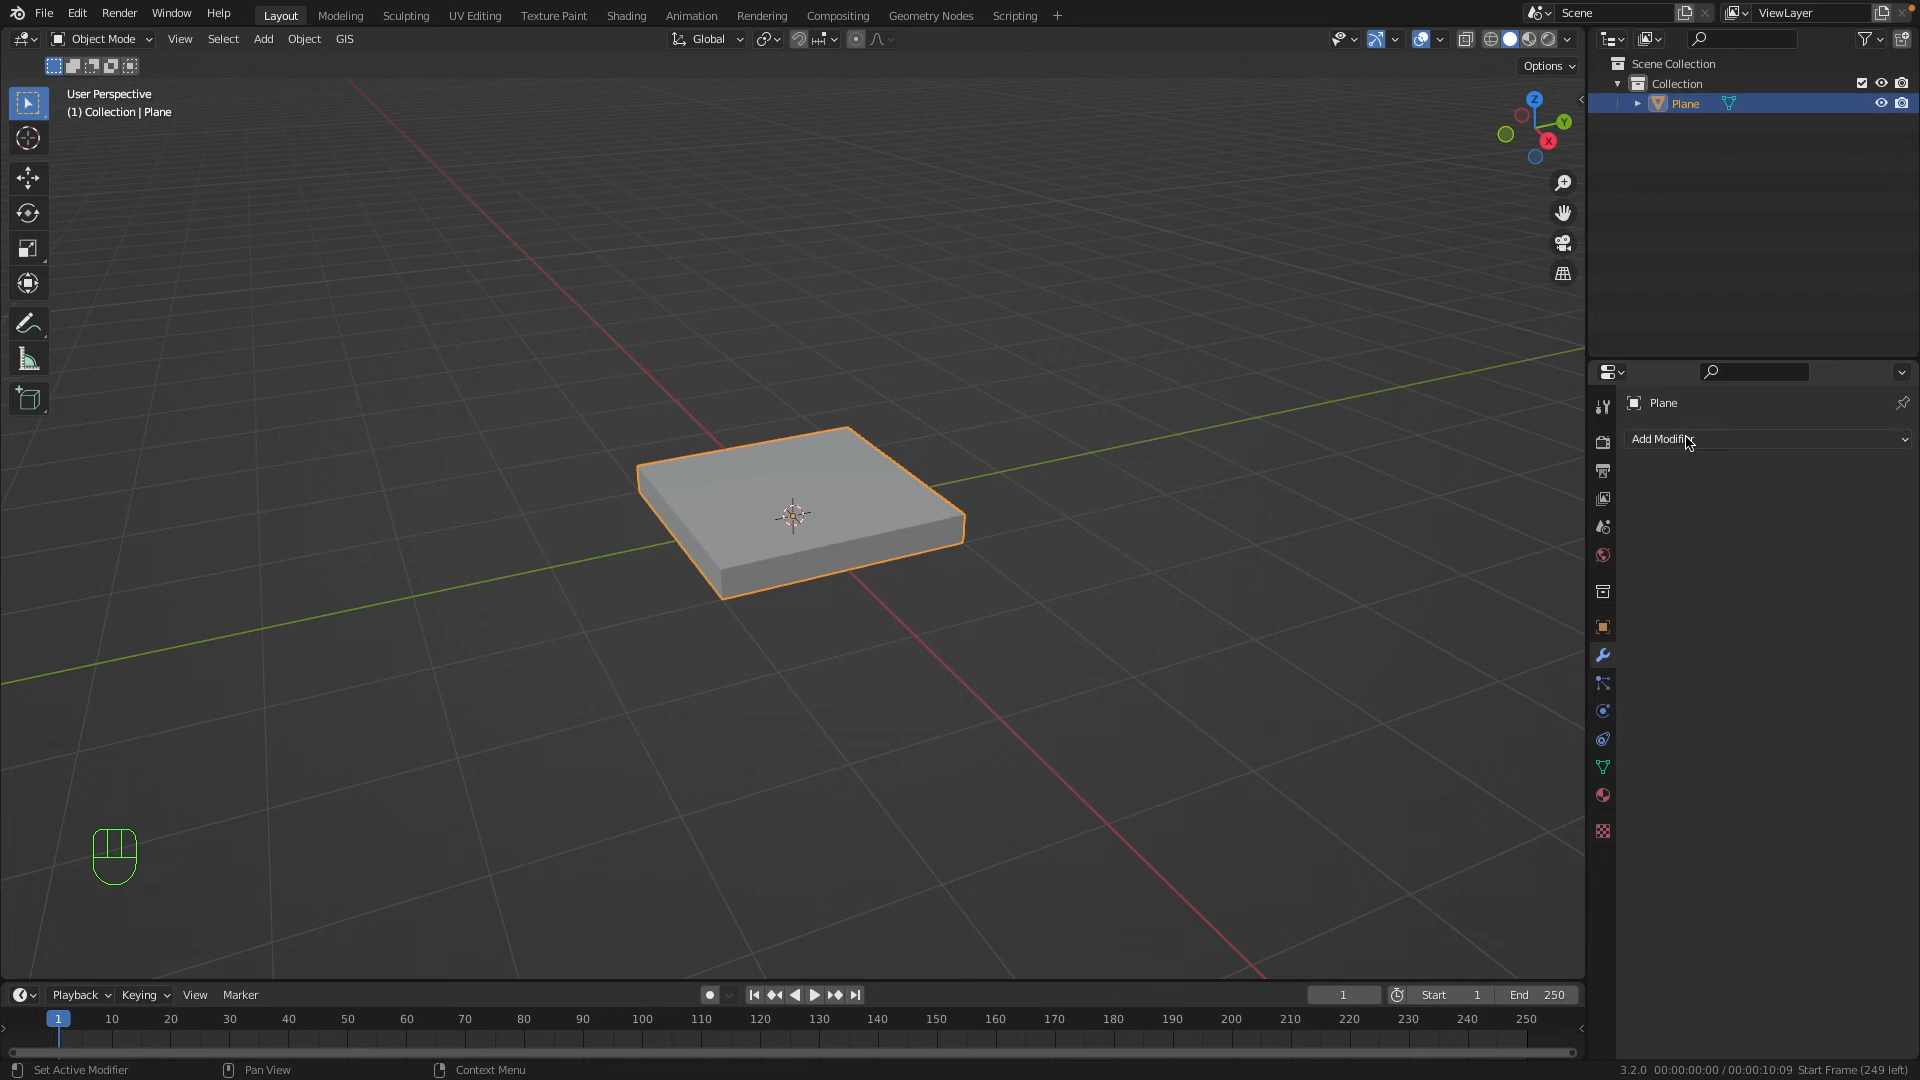 File Edit Render Window Help Layout Modeling Sculpting UV Editing Texture Paint Shading Animation Rendering Compositing Geometry Nodes Scripting Scene ViewLayer
Object Mode View Select Add Object GIS Global
Options
User Perspective
(1) Collection | Plane
Z
Y
X
Scene Collection
Collection
Plane
Plane
Add Modifier
Playback Keying View Marker 1 Start 1 End 250
1 10 20 30 40 50 60 70 80 90 100 110 120 130 140 150 160 170 180 190 200 210 220 230 240 250
Set Active Modifier Pan View Context Menu 3.2.0 00:00:00:00 / 00:00:10:09 Start Frame (249 left)